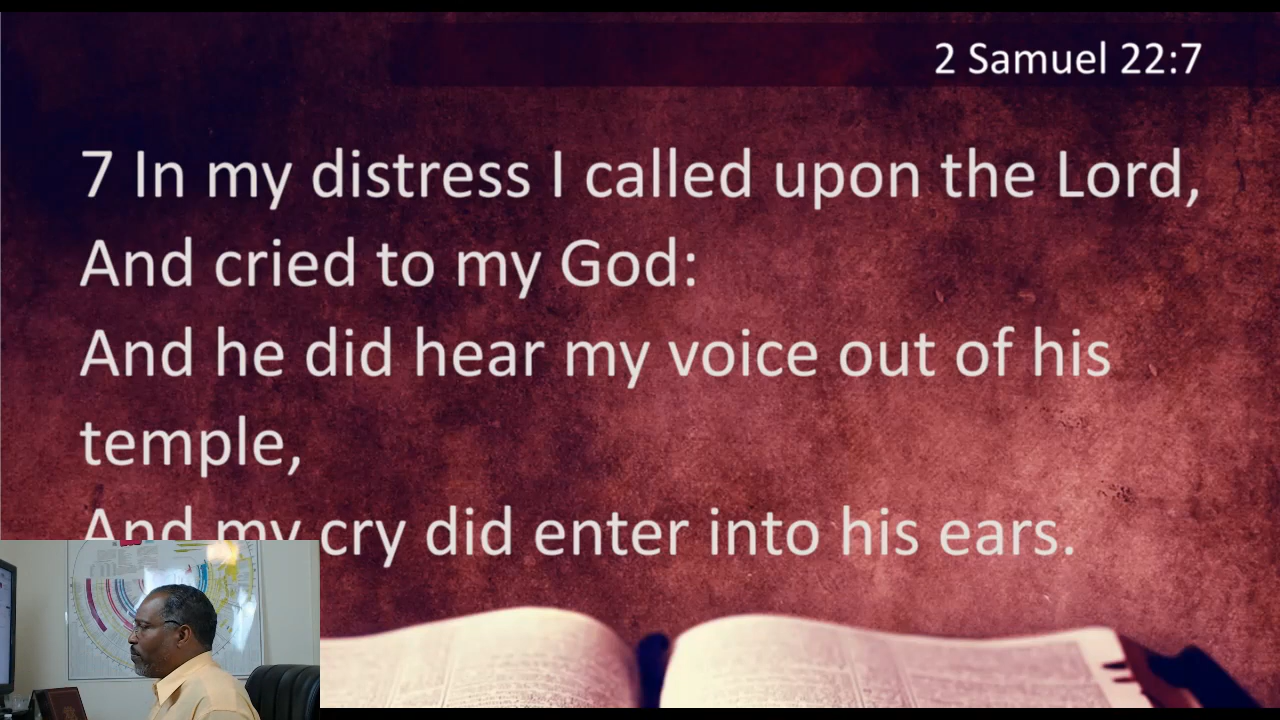 2 Samuel 22:7
7 In my distress I called upon the Lord,
And cried to my God:
And he did hear my voice out of his
temple,
And my cry did enter into his ears.